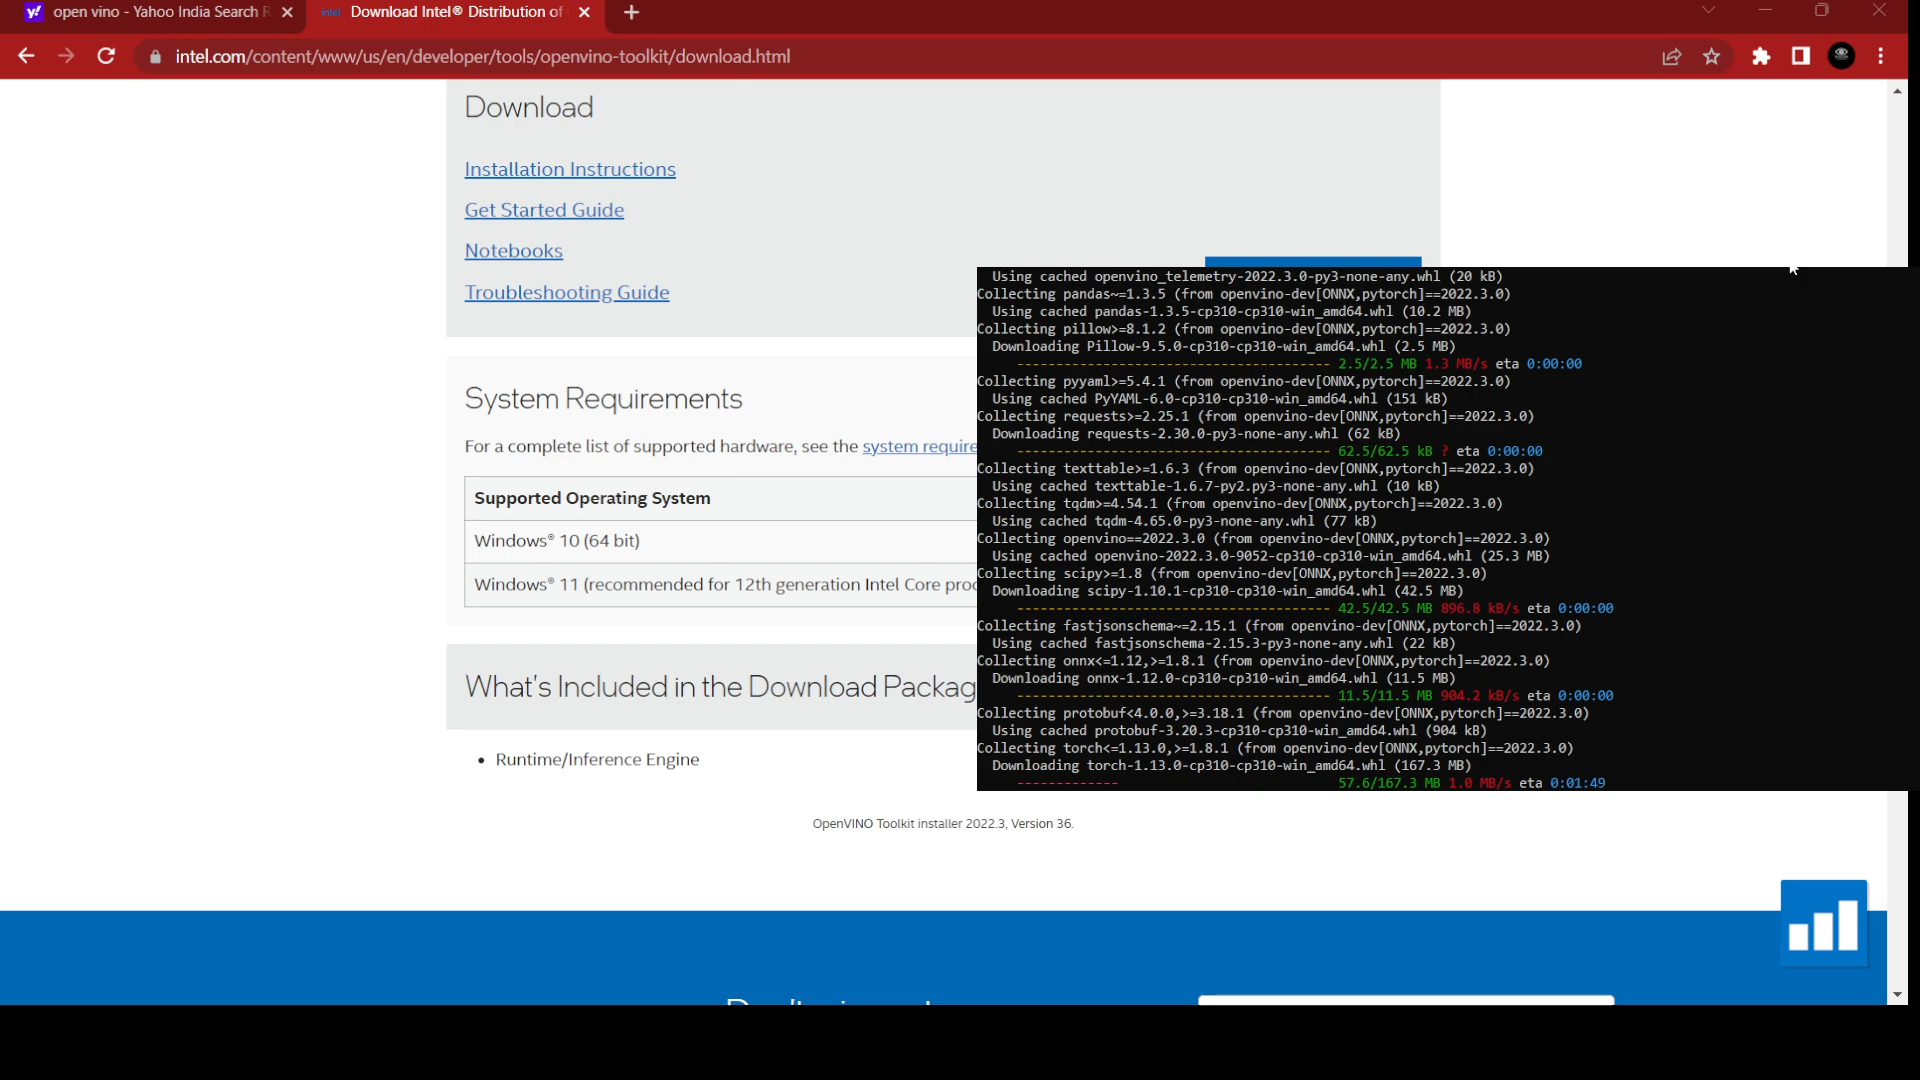 open vino - Yahoo India Search R
intel Download Intel® Distribution of
intel.com/content/www/us/en/developer/tools/openvino-toolkit/download.html
Download
Installation Instructions
Get Started Guide
Notebooks
Troubleshooting Guide
System Requirements
For a complete list of supported hardware, see the system require
Supported Operating System
Windows® 10 (64 bit)
Windows® 11 (recommended for 12th generation Intel Core proc
What's Included in the Download Packag
• Runtime/Inference Engine
Using cached openvino_telemetry-2022.3.0-py3-none-any.whl (20 kB)
Collecting pandas~=1.3.5 (from openvino-dev[ONNX,pytorch]==2022.3.0)
Using cached pandas-1.3.5-cp310-cp310-win_amd64.whl (10.2 MB)
Collecting pillow>=8.1.2 (from openvino-dev[ONNX,pytorch]==2022.3.0)
Downloading Pillow-9.5.0-cp310-cp310-win_amd64.whl (2.5 MB)
---------------------------------------- 2.5/2.5 MB 1.3 MB/s eta 0:00:00
Collecting pyyaml>=5.4.1 (from openvino-dev[ONNX,pytorch]==2022.3.0)
Using cached PyYAML-6.0-cp310-cp310-win_amd64.whl (151 kB)
Collecting requests>=2.25.1 (from openvino-dev[ONNX,pytorch]==2022.3.0)
Downloading requests-2.30.0-py3-none-any.whl (62 kB)
---------------------------------------- 62.5/62.5 kB ? eta 0:00:00
Collecting texttable>=1.6.3 (from openvino-dev[ONNX,pytorch]==2022.3.0)
Using cached texttable-1.6.7-py2.py3-none-any.whl (10 kB)
Collecting tqdm>=4.54.1 (from openvino-dev[ONNX,pytorch]==2022.3.0)
Using cached tqdm-4.65.0-py3-none-any.whl (77 kB)
Collecting openvino==2022.3.0 (from openvino-dev[ONNX,pytorch]==2022.3.0)
Using cached openvino-2022.3.0-9052-cp310-cp310-win_amd64.whl (25.3 MB)
Collecting scipy>=1.8 (from openvino-dev[ONNX,pytorch]==2022.3.0)
Downloading scipy-1.10.1-cp310-cp310-win_amd64.whl (42.5 MB)
---------------------------------------- 42.5/42.5 MB 896.8 kB/s eta 0:00:00
Collecting fastjsonschema~=2.15.1 (from openvino-dev[ONNX,pytorch]==2022.3.0)
Using cached fastjsonschema-2.15.3-py3-none-any.whl (22 kB)
Collecting onnx<=1.12,>=1.8.1 (from openvino-dev[ONNX,pytorch]==2022.3.0)
Downloading onnx-1.12.0-cp310-cp310-win_amd64.whl (11.5 MB)
---------------------------------------- 11.5/11.5 MB 904.2 kB/s eta 0:00:00
Collecting protobuf<4.0.0,>=3.18.1 (from openvino-dev[ONNX,pytorch]==2022.3.0)
Using cached protobuf-3.20.3-cp310-cp310-win_amd64.whl (904 kB)
Collecting torch<=1.13.0,>=1.8.1 (from openvino-dev[ONNX,pytorch]==2022.3.0)
Downloading torch-1.13.0-cp310-cp310-win_amd64.whl (167.3 MB)
------------- 57.6/167.3 MB 1.0 MB/s eta 0:01:49
OpenVINO Toolkit installer 2022.3, Version 36.